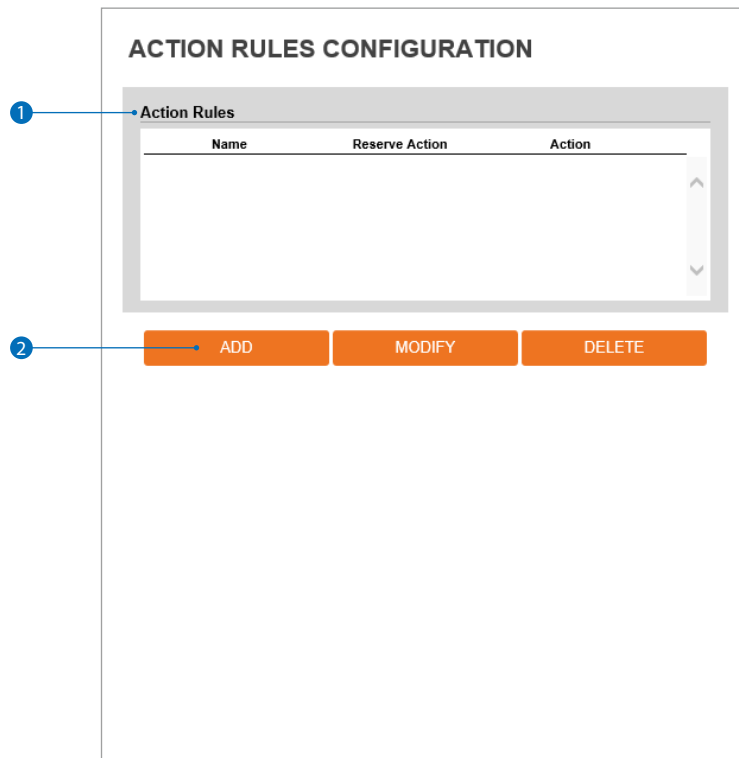 ACTION RULES CONFIGURATION
1
Action Rules
Name Reserve Action Action
2
ADD MODIFY DELETE